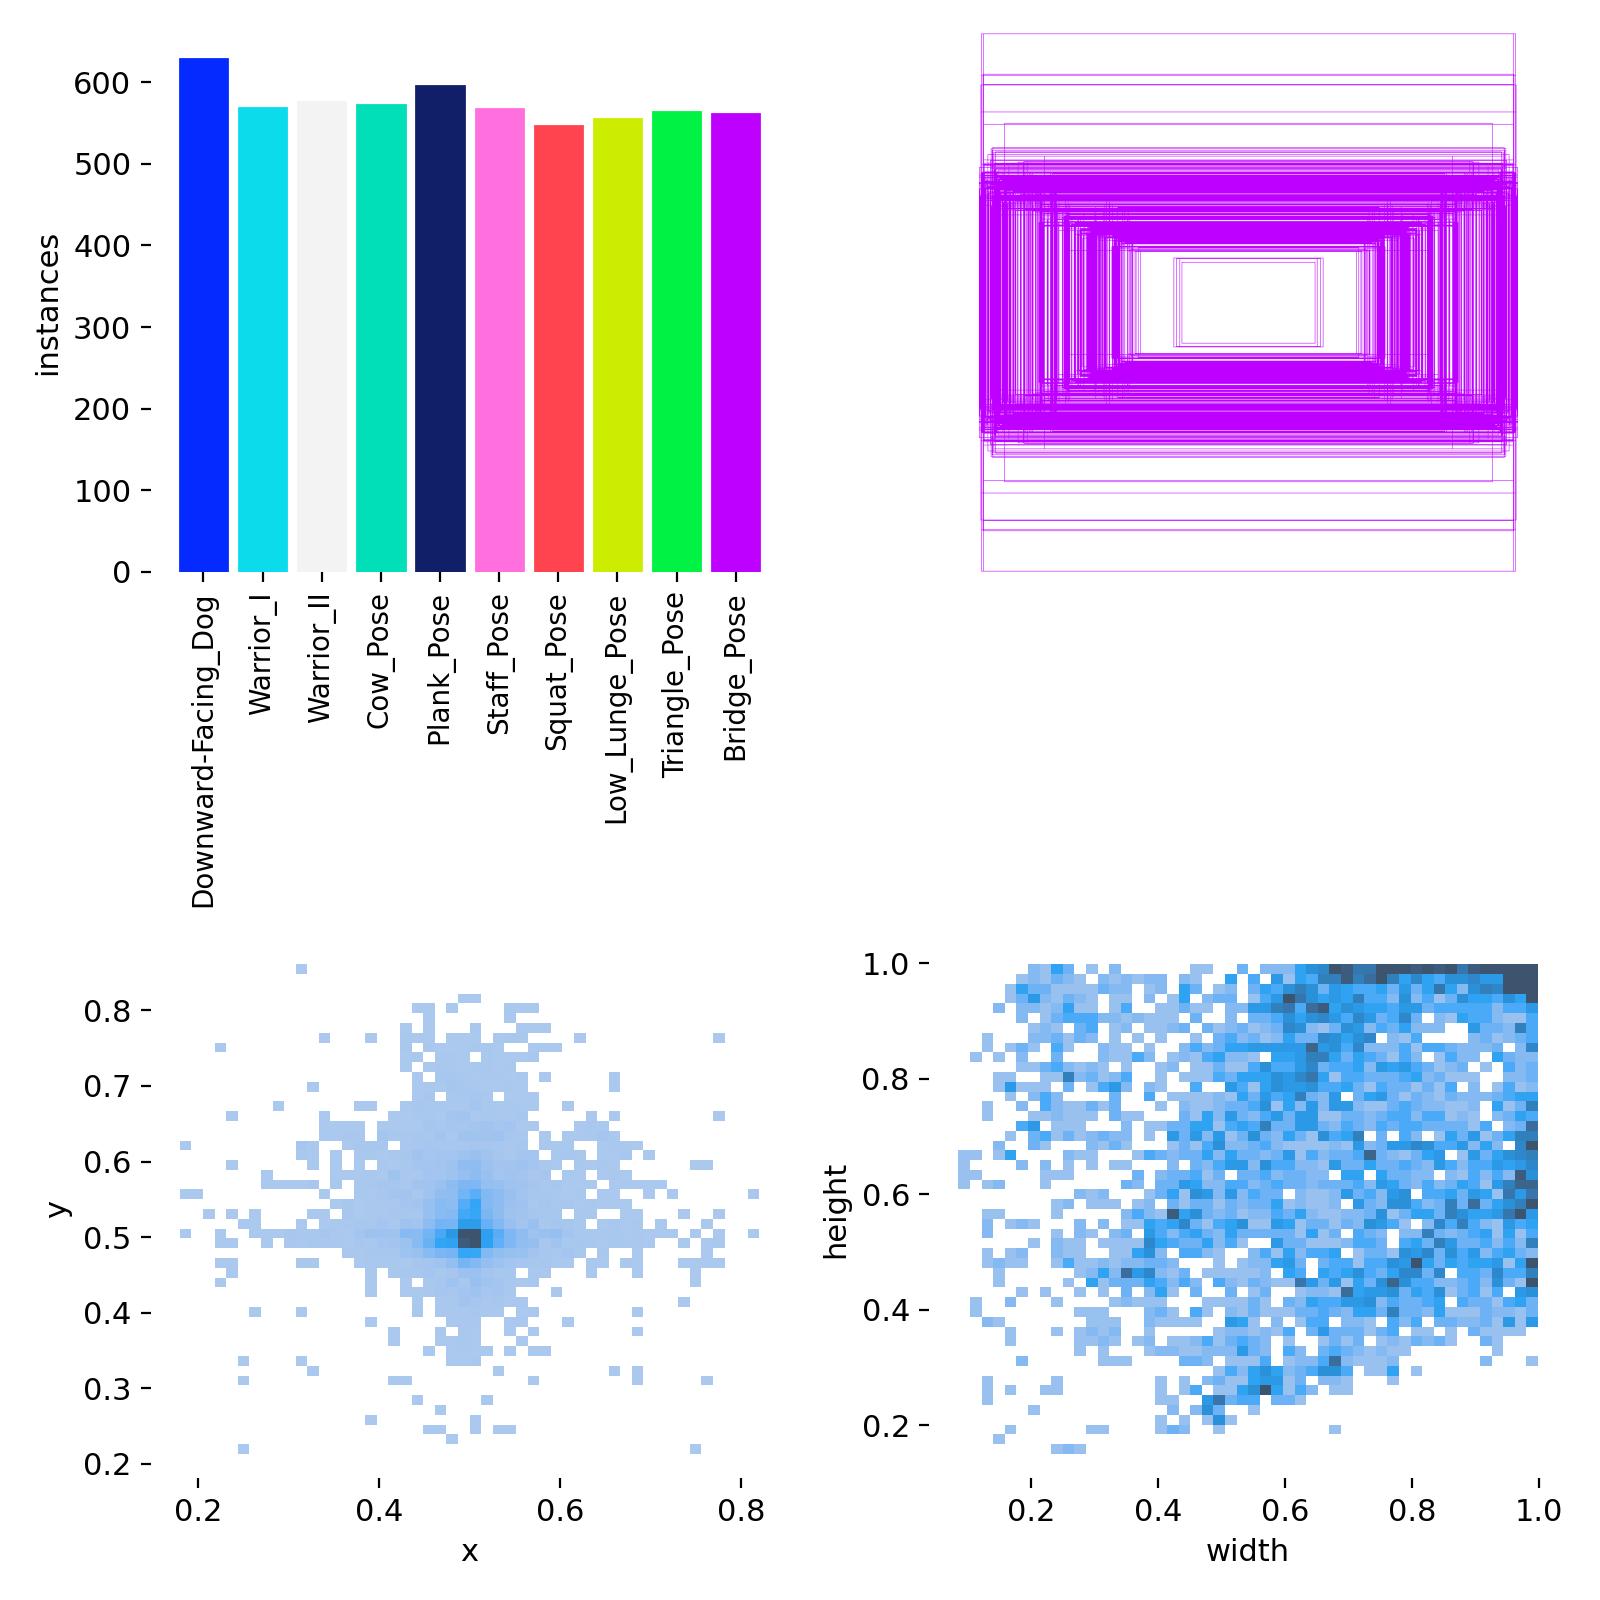 instances
600
500
400
300
200
100
0
Downward-Facing_Dog
Warrior_I
Warrior_II
Cow_Pose
Plank_Pose
Staff_Pose
Squat_Pose
Low_Lunge_Pose
Triangle_Pose
Bridge_Pose
y
0.8
0.7
0.6
0.5
0.4
0.3
0.2
0.2 0.4 0.6 0.8
x
height
1.0
0.8
0.6
0.4
0.2
0.2 0.4 0.6 0.8 1.0
width